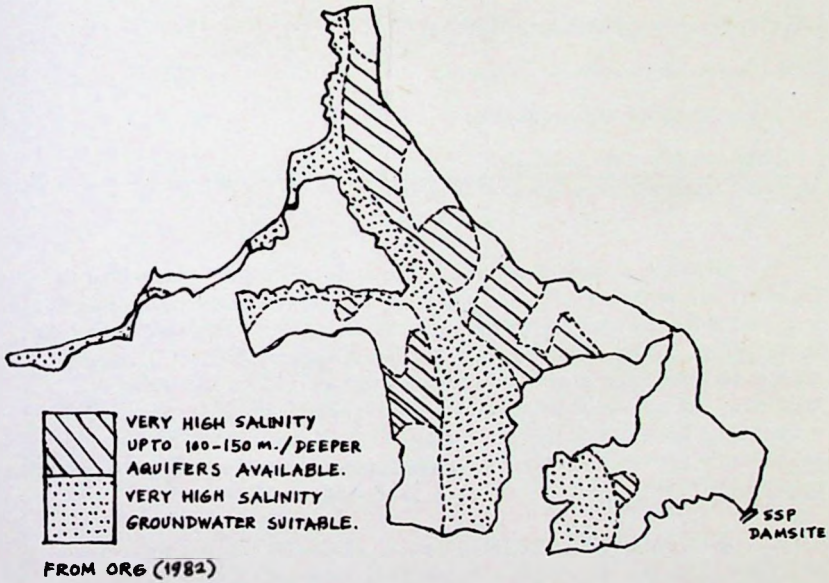 VERY HIGH SALINITY
UPTO 100-150 M./DEEPER
AQUIFERS AVAILABLE.
VERY HIGH SALINITY
GROUNDWATER SUITABLE.
FROM ORG (1982)
SSP
DAMSITE